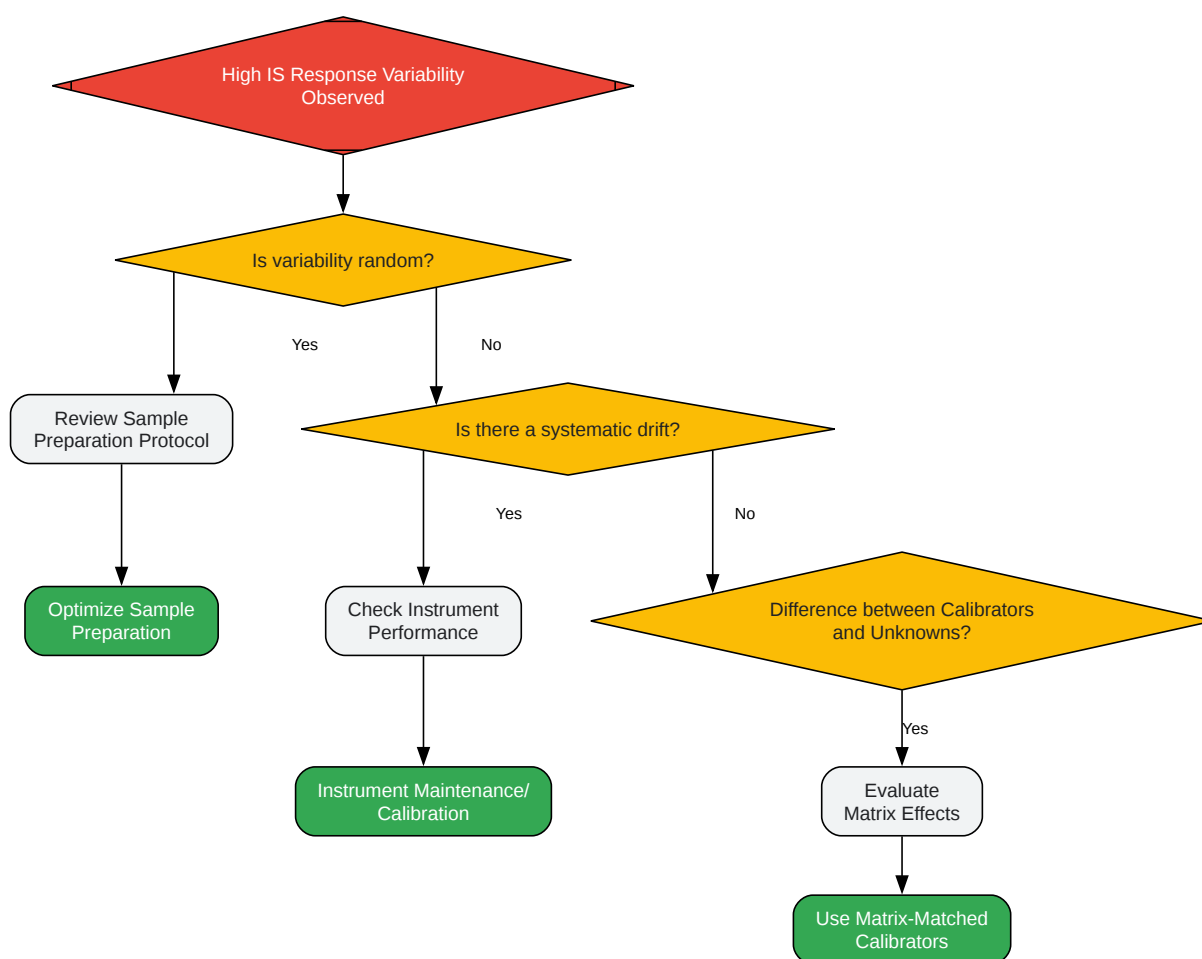 High IS Response Variability
Observed
Is variability random?
Yes
No
Review Sample
Preparation Protocol
Is there a systematic drift?
Yes
No
Optimize Sample
Preparation
Check Instrument
Performance
Difference between Calibrators
and Unknowns?
Yes
Instrument Maintenance/
Calibration
Evaluate
Matrix Effects
Use Matrix-Matched
Calibrators